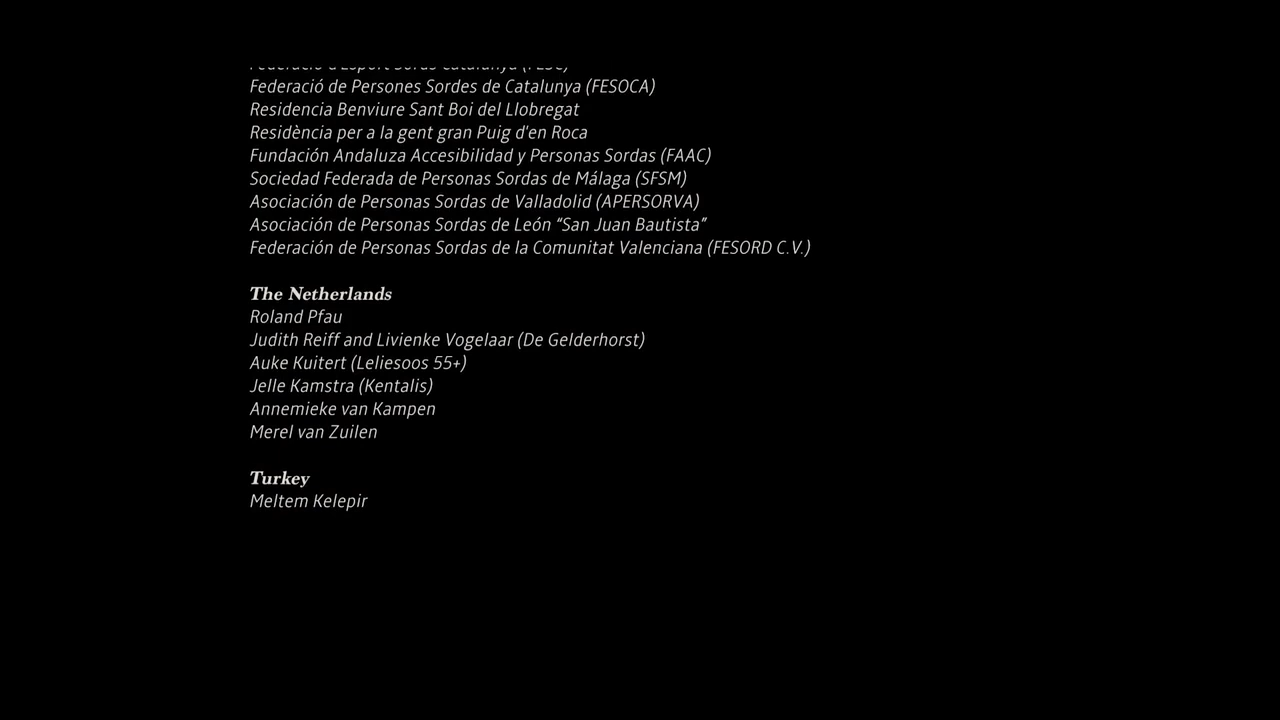 Federació de Persones Sordes de Catalunya (FESOCA)
Residencia Benviure Sant Boi del Llobregat
Residència per a la gent gran Puig d'en Roca
Fundación Andaluza Accesibilidad y Personas Sordas (FAAC)
Sociedad Federada de Personas Sordas de Málaga (SFSM)
Asociación de Personas Sordas de Valladolid (APERSORVA)
Asociación de Personas Sordas de León “San Juan Bautista”
Federación de Personas Sordas de la Comunitat Valenciana (FESORD C.V.)
The Netherlands
Roland Pfau
Judith Reiff and Livienke Vogelaar (De Gelderhorst)
Auke Kuitert (Leliesoos 55+)
Jelle Kamstra (Kentalis)
Annemieke van Kampen
Merel van Zuilen
Turkey
Meltem Kelepir